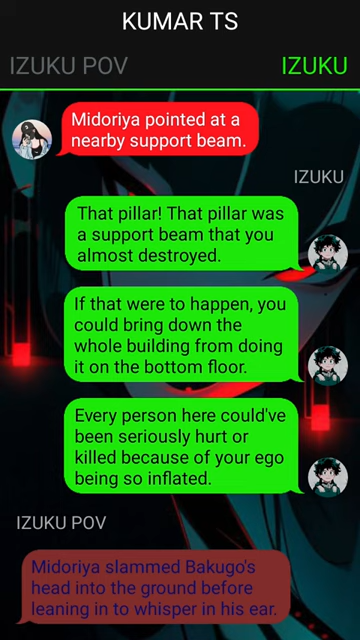 KUMAR TS
IZUKU POV
IZUKU
Midoriya pointed at a
nearby support beam.
IZUKU
That pillar! That pillar was
a support beam that you
almost destroyed.
If that were to happen, you
could bring down the
whole building from doing
it on the bottom floor.
Every person here could've
been seriously hurt or
killed because of your ego
being so inflated.
IZUKU POV
Midoriya slammed Bakugo's
head into the ground before
leaning in to whisper in his ear.